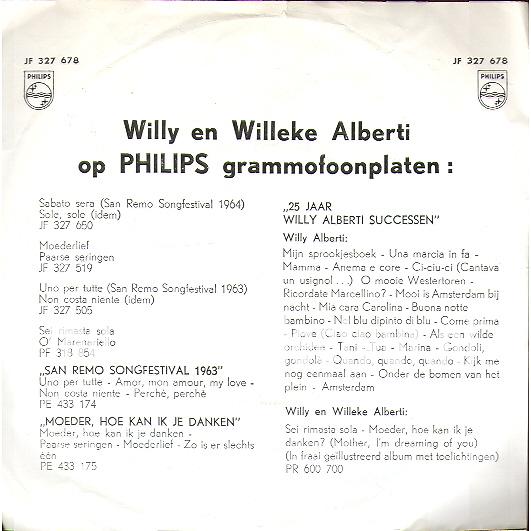 JF 327 678
JF 327 678
PHILIPS
PHILIPS
Willy en Willeke Alberti
op PHILIPS grammofoonplaten :
Sabato sera (San Remo Songfestival 1964)
Sole, sole (idem)
JF 327 650
Moederlief
Paarse seringen
JF 327 519
Uno per tutte (San Remo Songfestival 1963)
Non costa niente (idem)
JF 327 505
Sei rimasta sola
O' Marenariello
PF 318 854
„SAN REMO SONGFESTIVAL 1963"
Uno per tutte - Amor, mon amour, my love -
Non costa niente - Perchè, perchè
PE 433 174
„MOEDER, HOE KAN IK JE DANKEN"
Moeder, hoe kan ik je danken -
Paarse seringen - Moederlief - Zo is er slechts
één
PE 433 175
„25 JAAR
WILLY ALBERTI SUCCESSEN"
Willy Alberti:
Mijn sprookjesboek - Una marcia in fa -
Mamma - Anema e core - Ci-ciu-ci (Cantava
un usignol . . .) O mooie Westertoren -
Ricordate Marcellino? - Mooi is Amsterdam bij
nacht - Mia cara Carolina - Buona notte
bambino - Nel blu dipinto di blu - Come prima
- Piove (Ciao ciao bambina) - Als een wilde
orchidee - Tani - Tua - Marina - Gondoli,
gondola - Quando, quando, quando - Kijk me
nog eenmaal aan - Onder de bomen van het
plein - Amsterdam
Willy en Willeke Alberti:
Sei rimasta sola - Moeder, hoe kan ik je
danken? (Mother, I'm dreaming of you)
(In fraai geïllustreerd album met toelichtingen)
PR 600 700